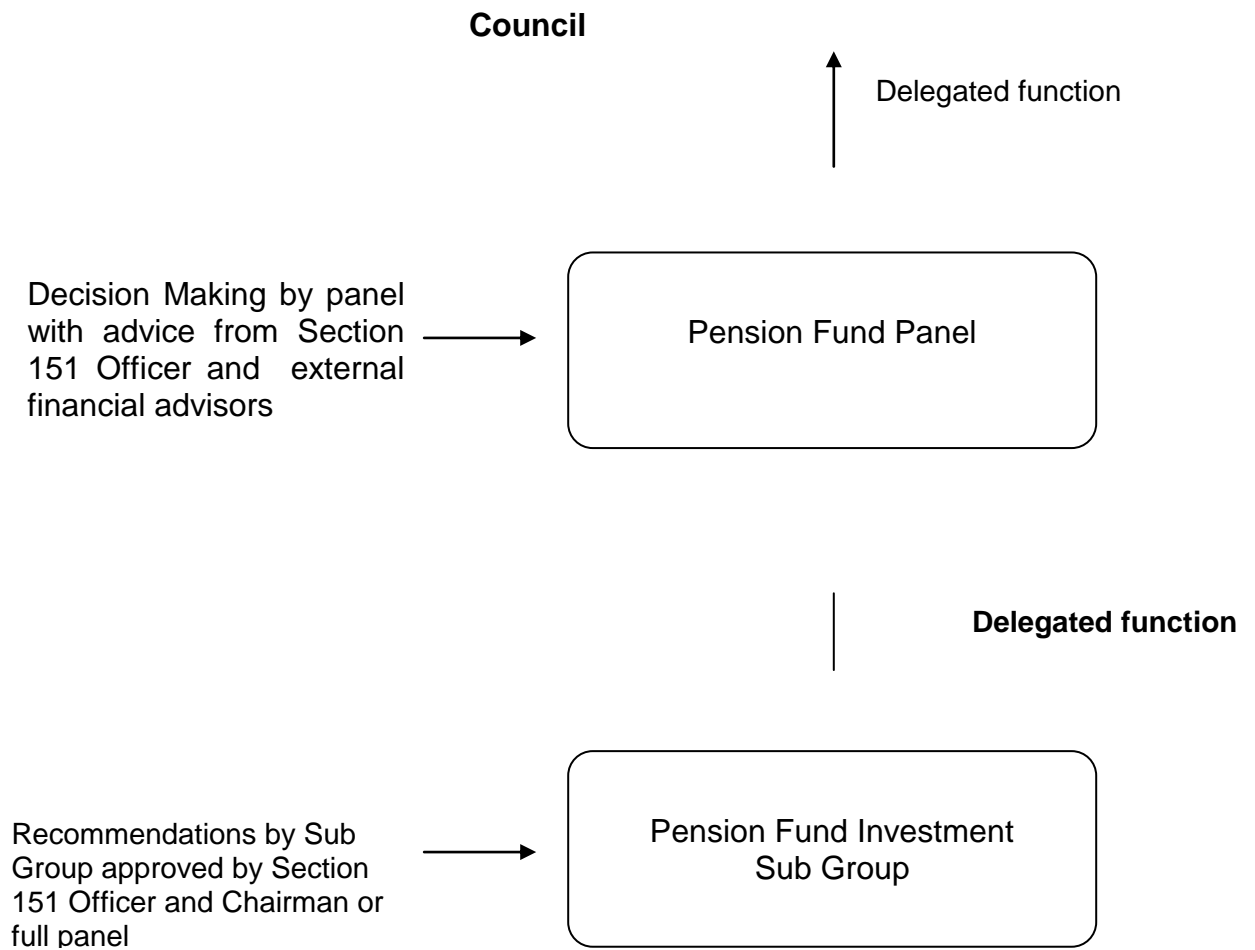 Council
Delegated function
Decision Making by panel
with advice from Section
151 Officer and external
financial advisors
Pension Fund Panel
Delegated function
Recommendations by Sub
Group approved by Section
151 Officer and Chairman or
full panel
Pension Fund Investment
Sub Group